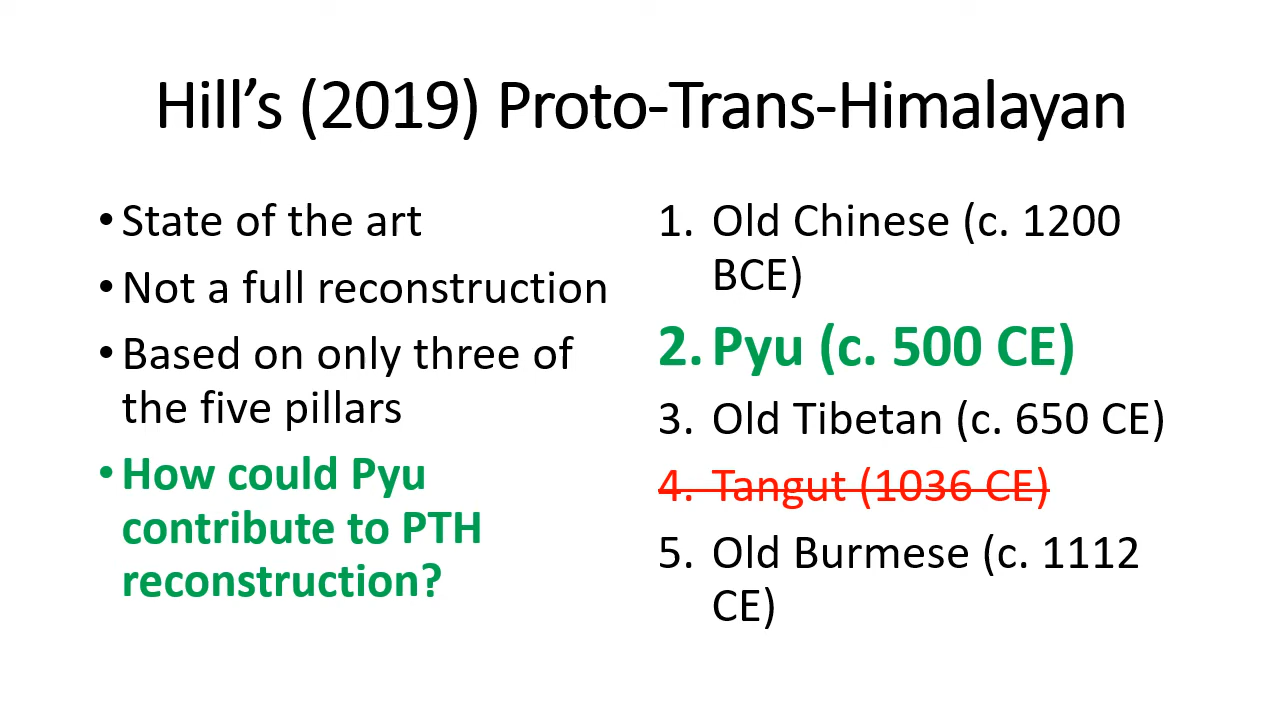 Hill’s (2019) Proto-Trans-Himalayan
• State of the art
• Not a full reconstruction
• Based on only three of
the five pillars
• How could Pyu
contribute to PTH
reconstruction?
1. Old Chinese (c. 1200
BCE)
2. Pyu (c. 500 CE)
3. Old Tibetan (c. 650 CE)
4. Tangut (1036 CE)
5. Old Burmese (c. 1112
CE)